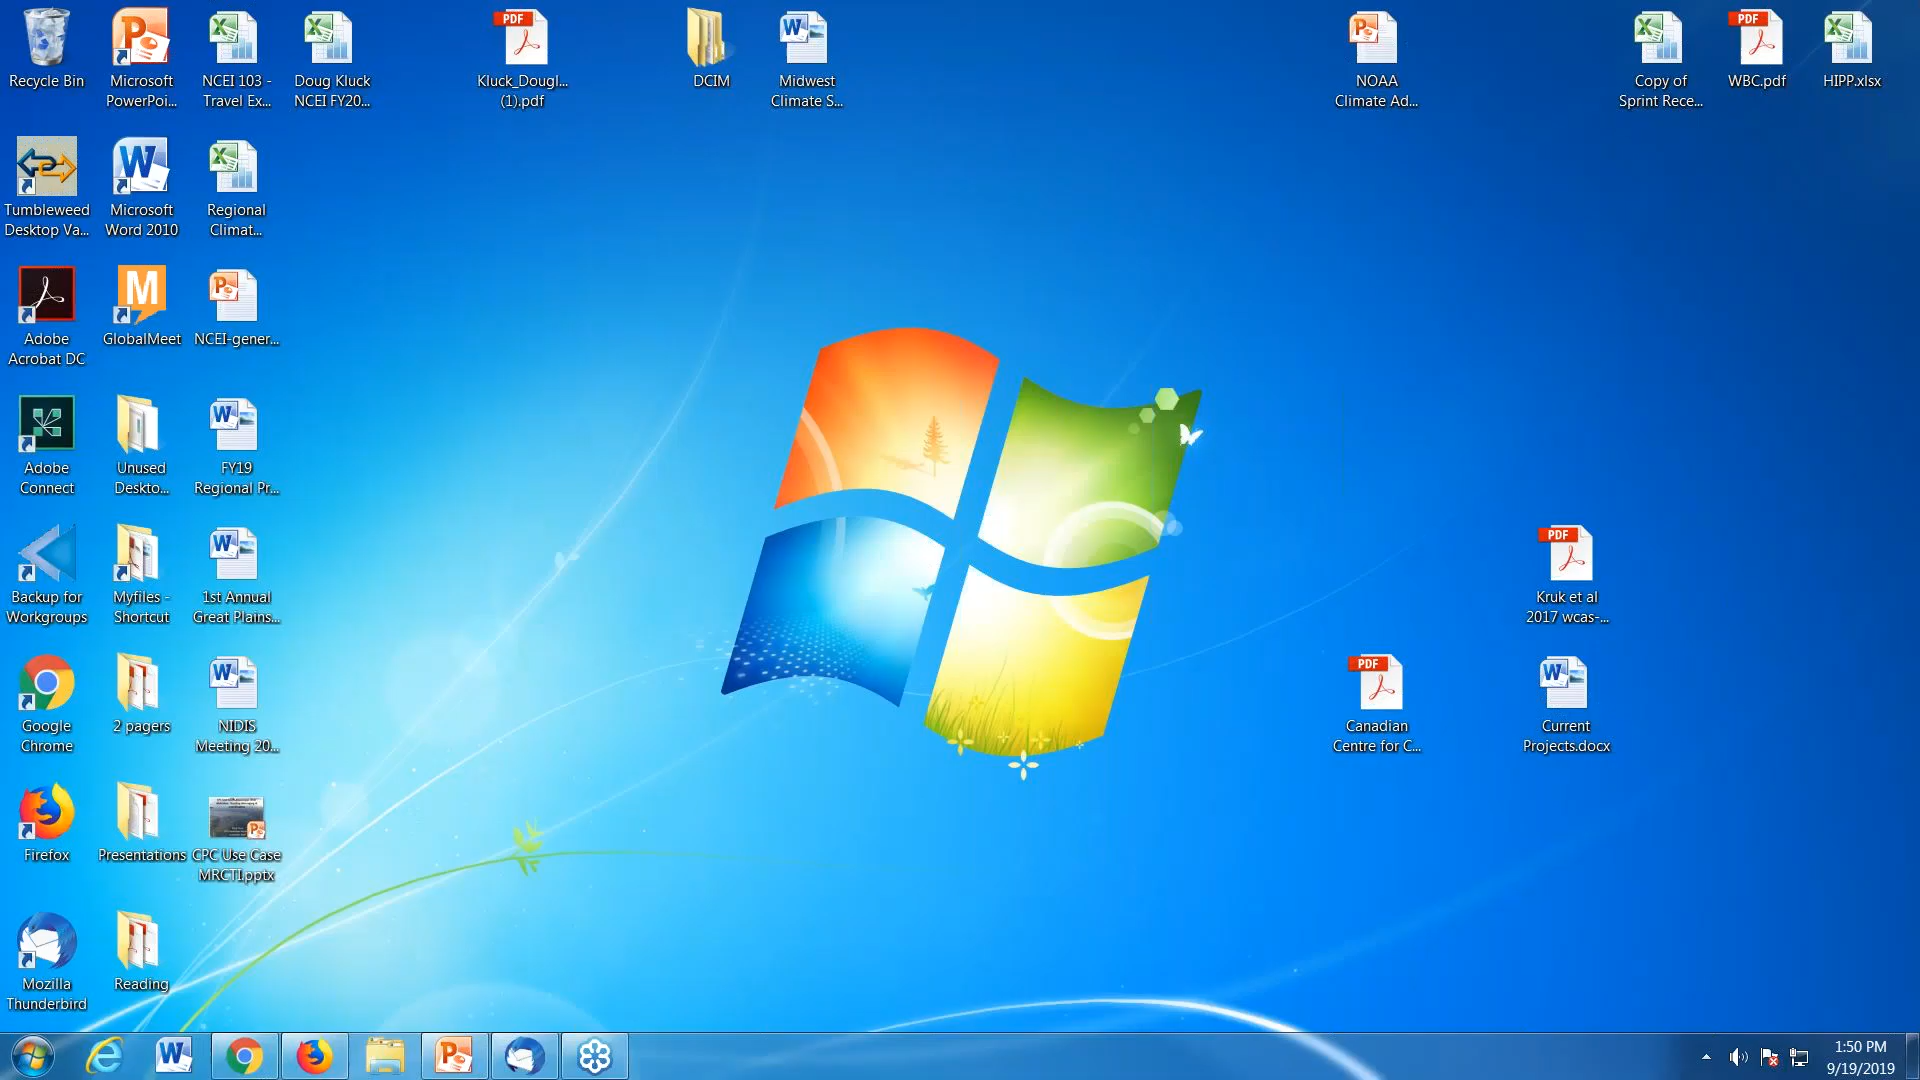 Recycle Bin
Microsoft
PowerPoi...
NCEI 103 -
Travel Ex...
Doug Kluck
NCEI FY20...
PDF
Kluck_Dougl...
(1).pdf
DCIM
Midwest
Climate S...
NOAA
Climate Ad...
Copy of
Sprint Rece...
PDF
WBC.pdf
HIPP.xlsx
Tumbleweed
Desktop Va...
Microsoft
Word 2010
Regional
Climat...
Adobe
Acrobat DC
M
GlobalMeet
NCEI-gener...
Adobe
Connect
Unused
Deskto...
FY19
Regional Pr...
Backup for
Workgroups
Myfiles -
Shortcut
1st Annual
Great Plains...
PDF
Kruk et al
2017 wcas-...
Google
Chrome
2 pagers
NIDIS
Meeting 20...
PDF
Canadian
Centre for C...
Current
Projects.docx
Firefox
Presentations
CPC Use Case
MRCTI.pptx
Mozilla
Thunderbird
Reading
1:50 PM
9/19/2019